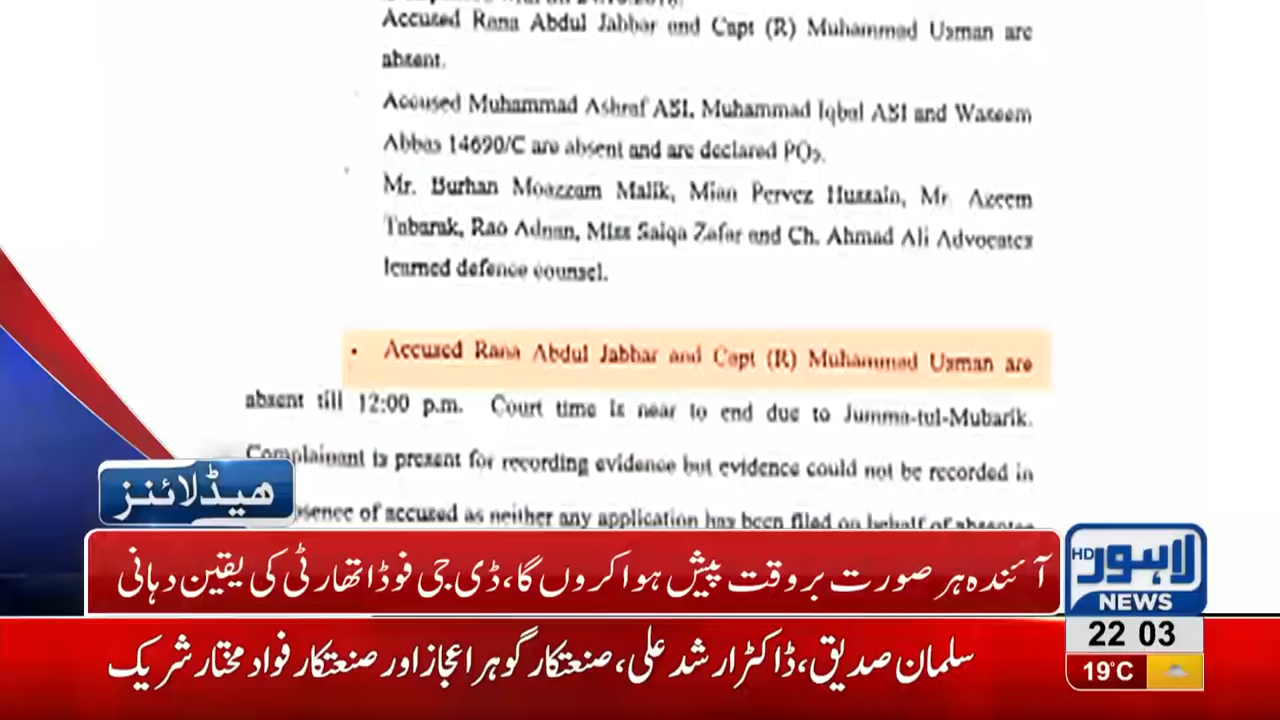 Accused Rana Abdul Jabbar and Capt (R) Muhammad Usman are
absent.
Accused Muhammad Ashraf ASI, Muhammad Iqbal ASI and Waseem
Abbas 14690/C are absent and are declared POs.
Mr. Burhan Moazzam Malik, Mian Pervez Hussain, Mr. Azeem
Tabarak, Rao Adnan, Miss Saiqa Zafar and Ch. Ahmad Ali Advocates
learned defence counsel.
• Accused Rana Abdul Jabbar and Capt (R) Muhammad Usman are
absent till 12:00 p.m. Court time is near to end due to Jumma-tul-Mubarik.
Complainant is present for recording evidence but evidence could not be recorded in
of accused as neither any application has been filed on behalf of
ھیڈلائنز
آئندہ ہر صورت بروقت پیش ہوا کروں گا، ڈی جی فوڈ اتھارٹی کی یقین دہانی
سلمان صدیق، ڈاکٹر ارشد علی، صنعتکار گوہر اعجاز اور صنعتکار فواد مختار شریک
لاہور HD
NEWS
22 03
19°C